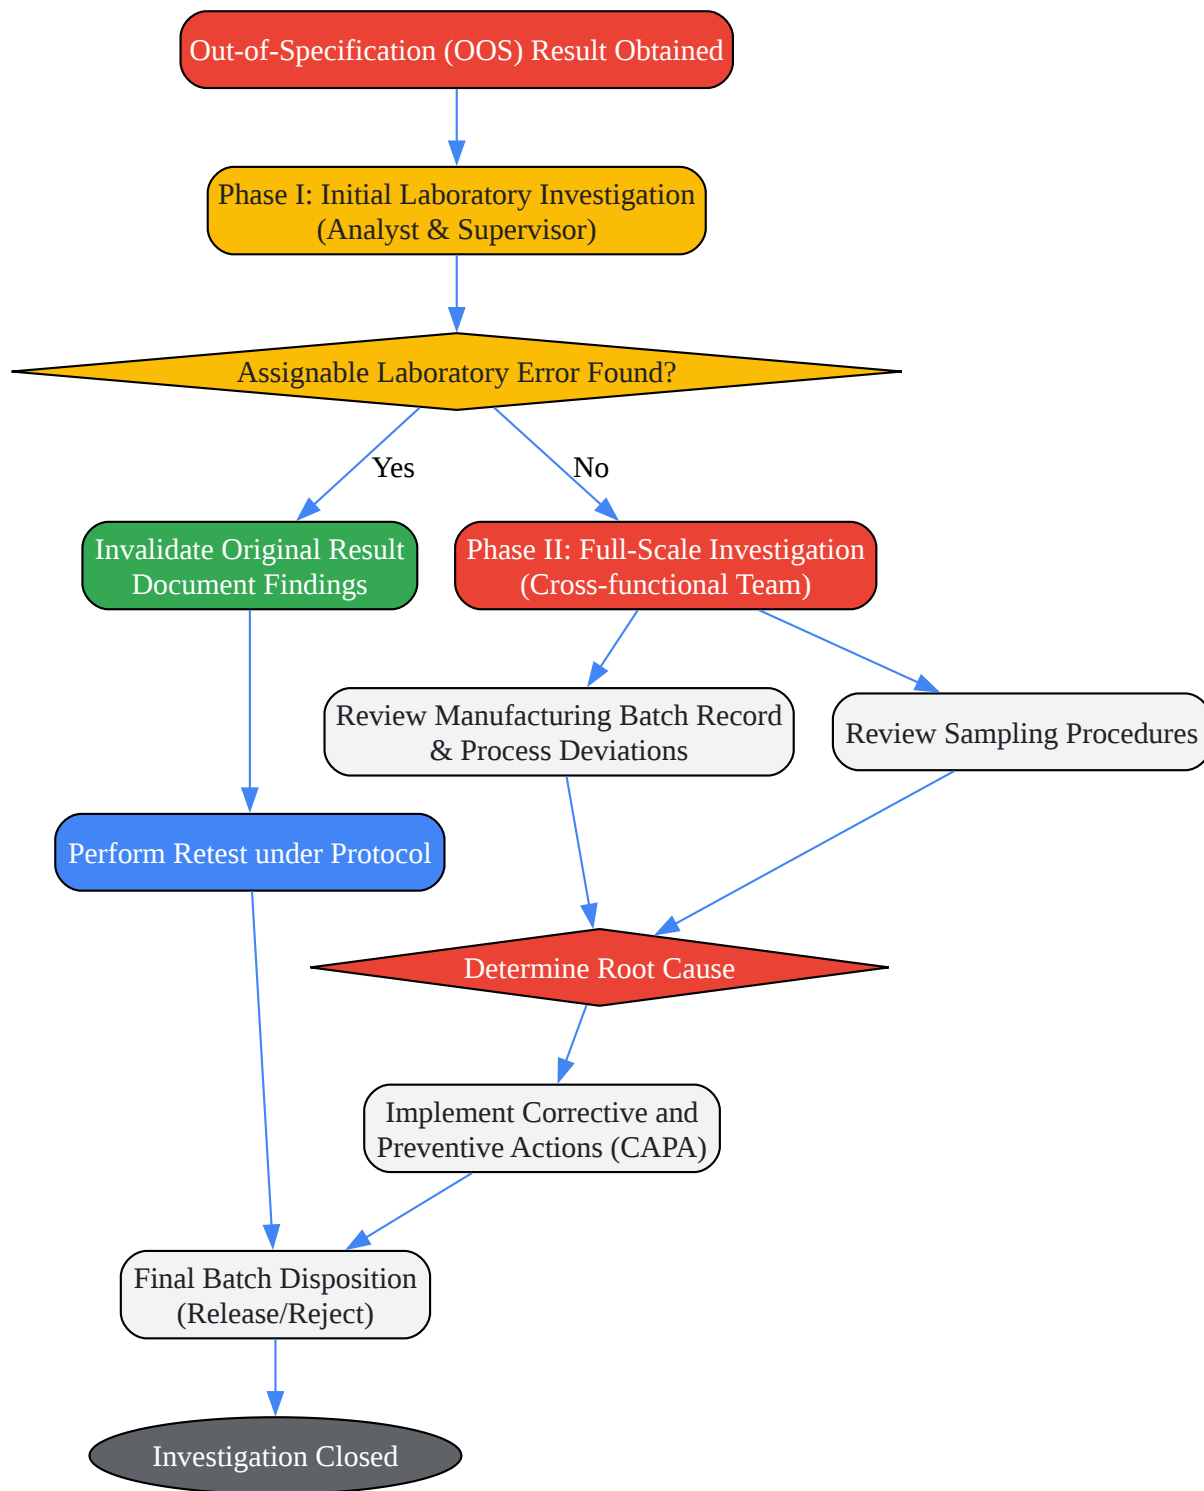 Out-of-Specification (OOS) Result Obtained
Phase I: Initial Laboratory Investigation
(Analyst & Supervisor)
Assignable Laboratory Error Found?
Yes
No
Invalidate Original Result
Document Findings
Phase II: Full-Scale Investigation
(Cross-functional Team)
Review Manufacturing Batch Record
& Process Deviations
Review Sampling Procedures
Perform Retest under Protocol
Determine Root Cause
Implement Corrective and
Preventive Actions (CAPA)
Final Batch Disposition
(Release/Reject)
Investigation Closed